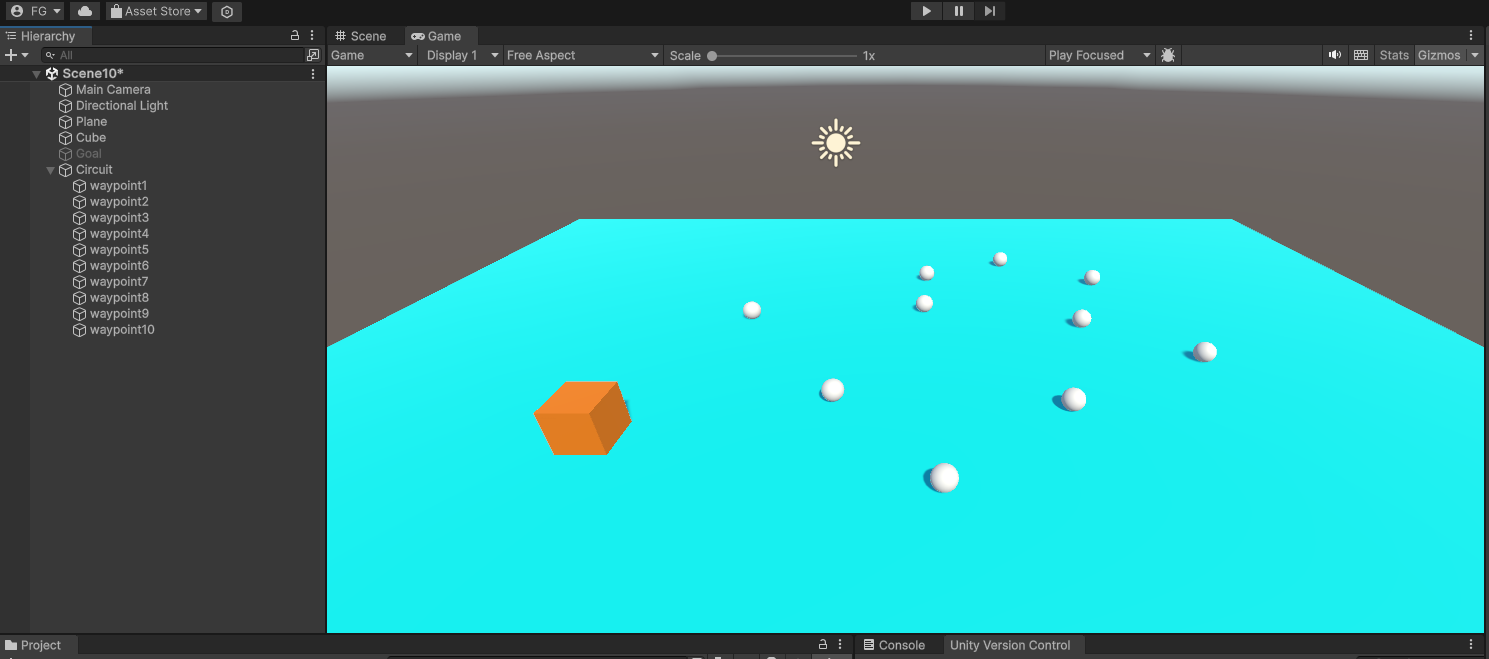 FG Asset Store
Hierarchy Scene Game
All Game Display 1 Free Aspect Scale 1x Play Focused Stats Gizmos
Scene10*
Main Camera
Directional Light
Plane
Cube
Goal
Circuit
waypoint1
waypoint2
waypoint3
waypoint4
waypoint5
waypoint6
waypoint7
waypoint8
waypoint9
waypoint10
Project Console Unity Version Control